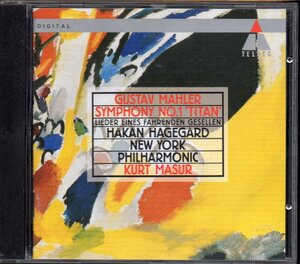 DIGITAL
TELDEC
GUSTAV MAHLER
SYMPHONY NO.1 'TITAN'
LIEDER EINES FAHRENDEN GESELLEN
HÅKAN HAGEGÅRD
NEW YORK
PHILHARMONIC
KURT MASUR